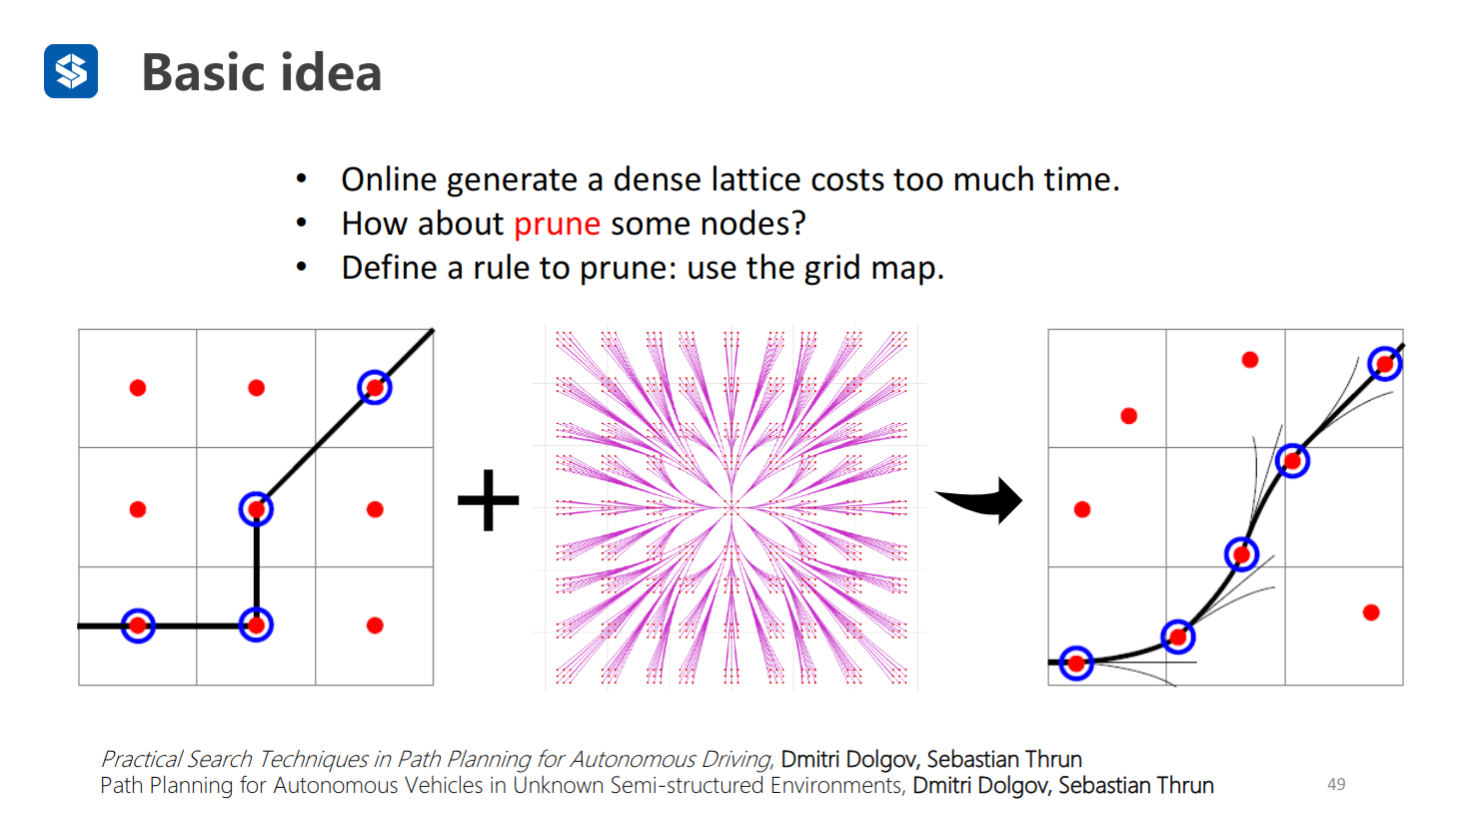 Basic idea
• Online generate a dense lattice costs too much time.
• How about prune some nodes?
• Define a rule to prune: use the grid map.
Practical Search Techniques in Path Planning for Autonomous Driving, Dmitri Dolgov, Sebastian Thrun
Path Planning for Autonomous Vehicles in Unknown Semi-structured Environments, Dmitri Dolgov, Sebastian Thrun
49